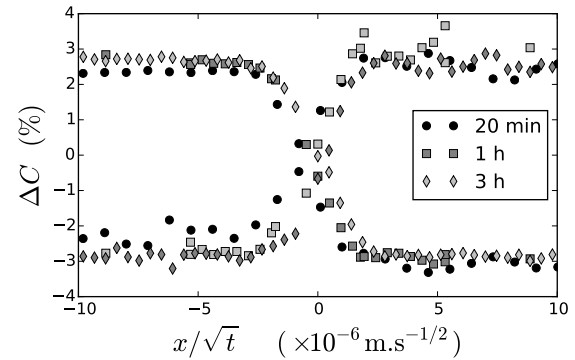 4
3
2
1
0
−1
−2
−3
−4
ΔC (%)
20 min
1 h
3 h
−10 −5 0 5 10
x/√t (×10⁻⁶ m.s⁻¹/²)